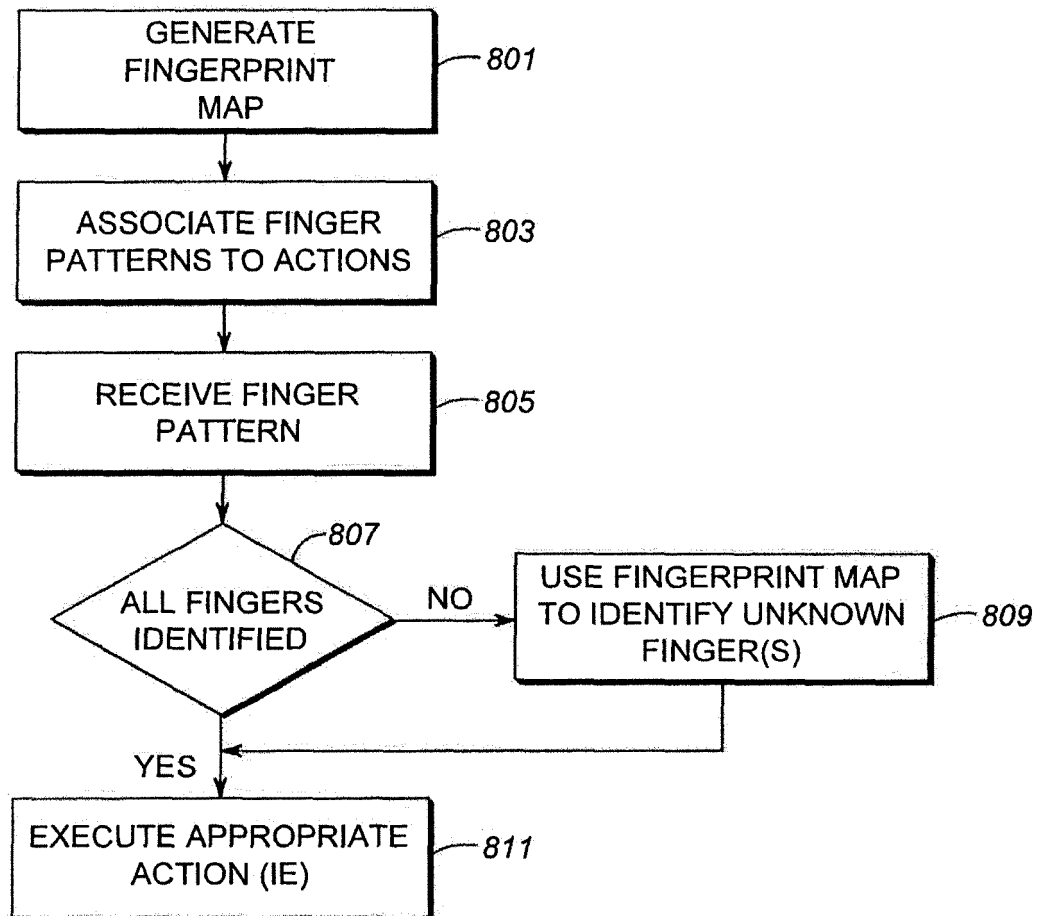 GENERATE
FINGERPRINT
MAP
801
ASSOCIATE FINGER
PATTERNS TO ACTIONS
803
RECEIVE FINGER
PATTERN
805
807
ALL FINGERS
IDENTIFIED
NO
USE FINGERPRINT MAP
TO IDENTIFY UNKNOWN
FINGER(S)
809
YES
EXECUTE APPROPRIATE
ACTION (IE)
811